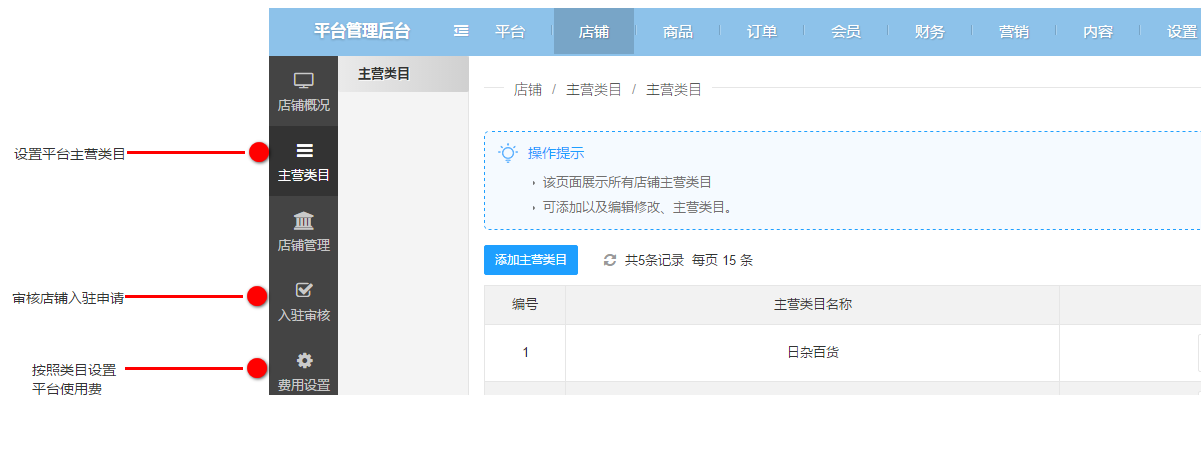 平台管理后台 平台 店铺 商品 订单 会员 财务 营销 内容 设置
店铺概况
主营类目
店铺管理
入驻审核
费用设置
主营类目
店铺 / 主营类目 / 主营类目
操作提示
该页面展示所有店铺主营类目
可添加以及编辑修改、主营类目。
添加主营类目 共5条记录 每页 15 条
编号 主营类目名称
1 日杂百货
设置平台主营类目
审核店铺入驻申请
按照类目设置
平台使用费